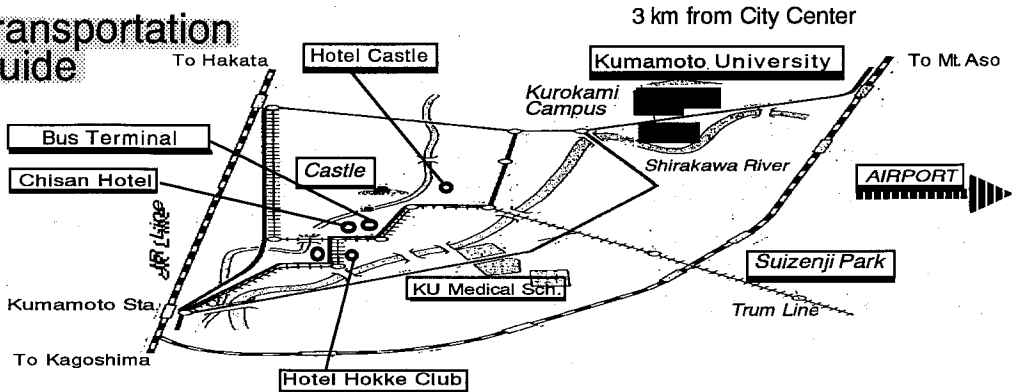 ransportation
uide
3 km from City Center
To Hakata
Hotel Castle
Kumamoto University
To Mt. Aso
Kurokami
Campus
Bus Terminal
Castle
Shirakawa River
Chisan Hotel
AIRPORT
JR Line
Suizenji Park
KU Medical Sch.
Kumamoto Sta.
Trum Line
To Kagoshima
Hotel Hokke Club